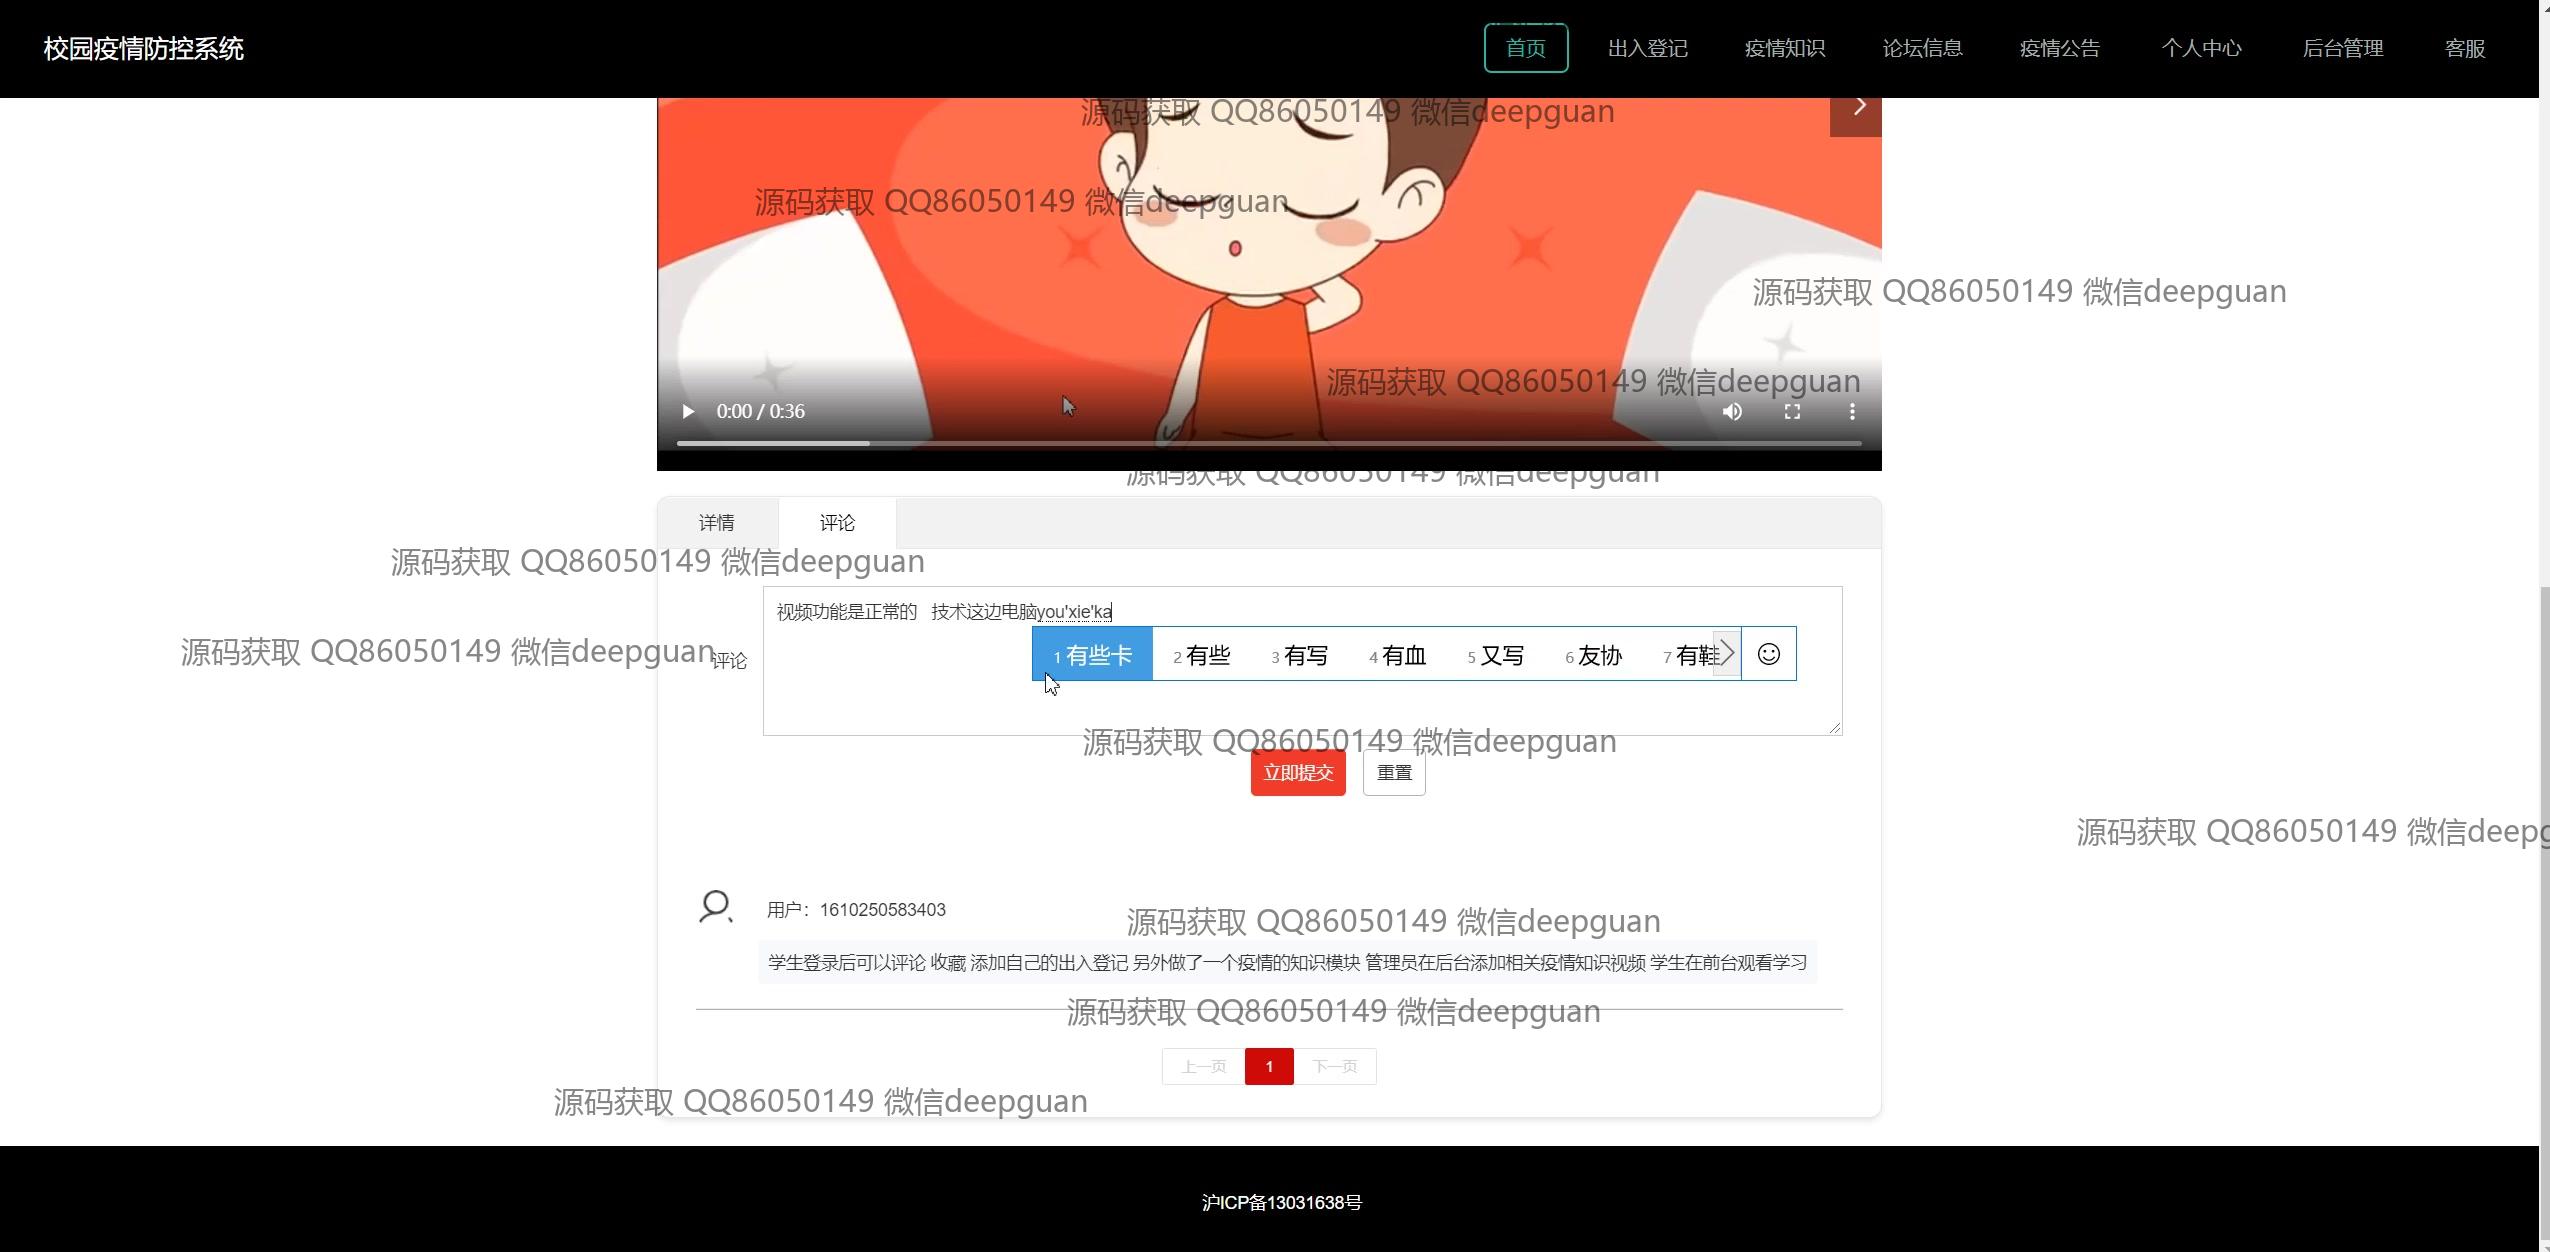 校园疫情防控系统
首页 出入登记 疫情知识 论坛信息 疫情公告 个人中心 后台管理 客服
源码获取 QQ86050149 微信deepguan
源码获取 QQ86050149 微信deepguan
源码获取 QQ86050149 微信deepguan
源码获取 QQ86050149 微信deepguan
0:00 / 0:36
源码获取 QQ86050149 微信deepguan
详情 评论
源码获取 QQ86050149 微信deepguan
视频功能是正常的 技术这边电脑you'xie'ka
源码获取 QQ86050149 微信deepguan
评论
1 有些卡 2 有些 3 有写 4 有血 5 又写 6 友协 7 有鞋
源码获取 QQ86050149 微信deepguan
立即提交 重置
源码获取 QQ86050149 微信deep
用户：1610250583403
源码获取 QQ86050149 微信deepguan
学生登录后可以评论 收藏 添加自己的出入登记 另外做了一个疫情的知识模块 管理员在后台添加相关疫情知识视频 学生在前台观看学习
源码获取 QQ86050149 微信deepguan
上一页 1 下一页
源码获取 QQ86050149 微信deepguan
沪ICP备13031638号